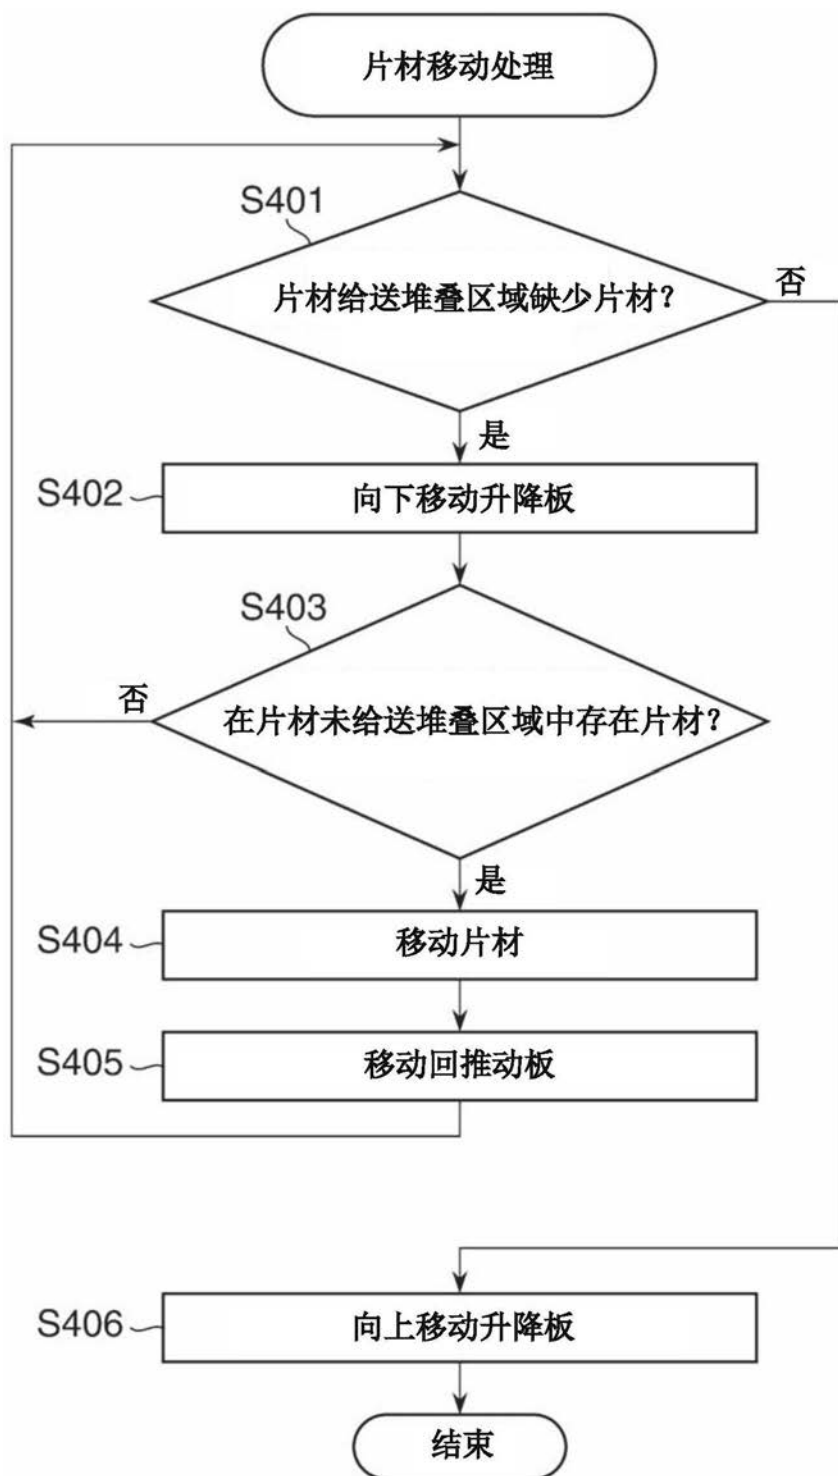 片材移动处理
S401
片材给送堆叠区域缺少片材？
否
是
S402
向下移动升降板
S403
否
在片材未给送堆叠区域中存在片材？
是
S404
移动片材
S405
移动回推动板
S406
向上移动升降板
结束